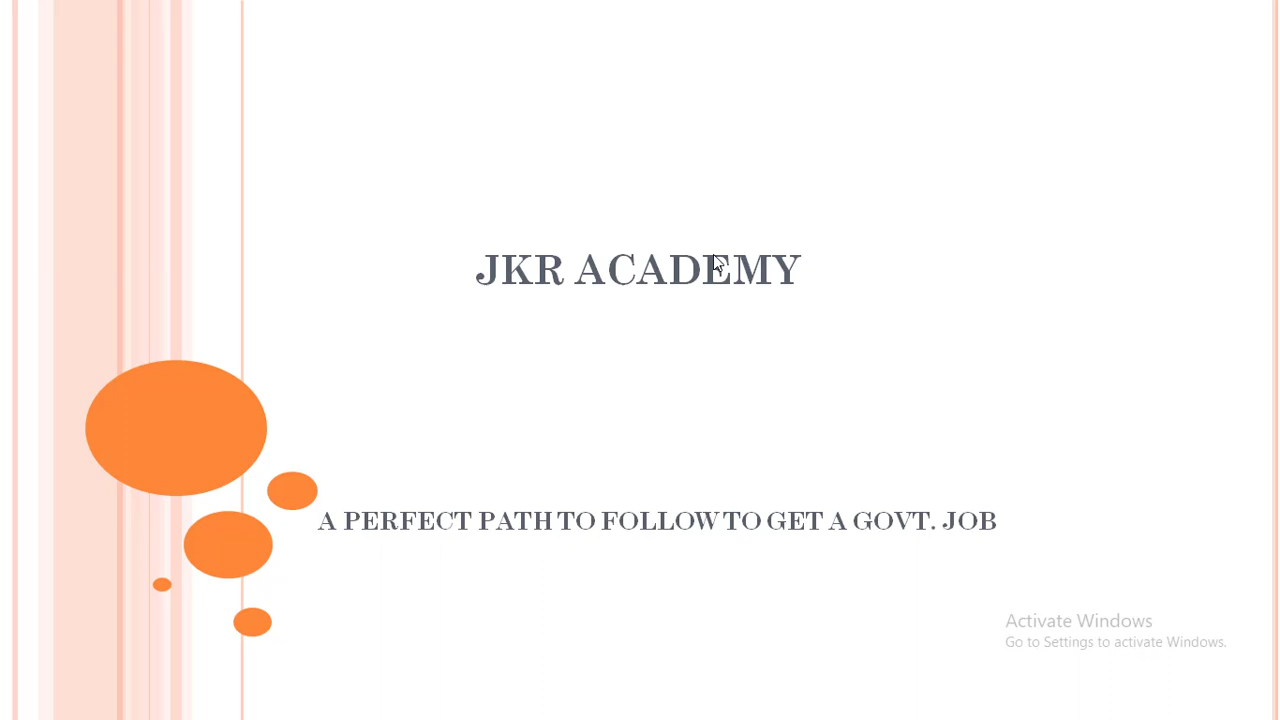 JKR ACADEMY
A PERFECT PATH TO FOLLOW TO GET A GOVT. JOB
Activate Windows
Go to Settings to activate Windows.